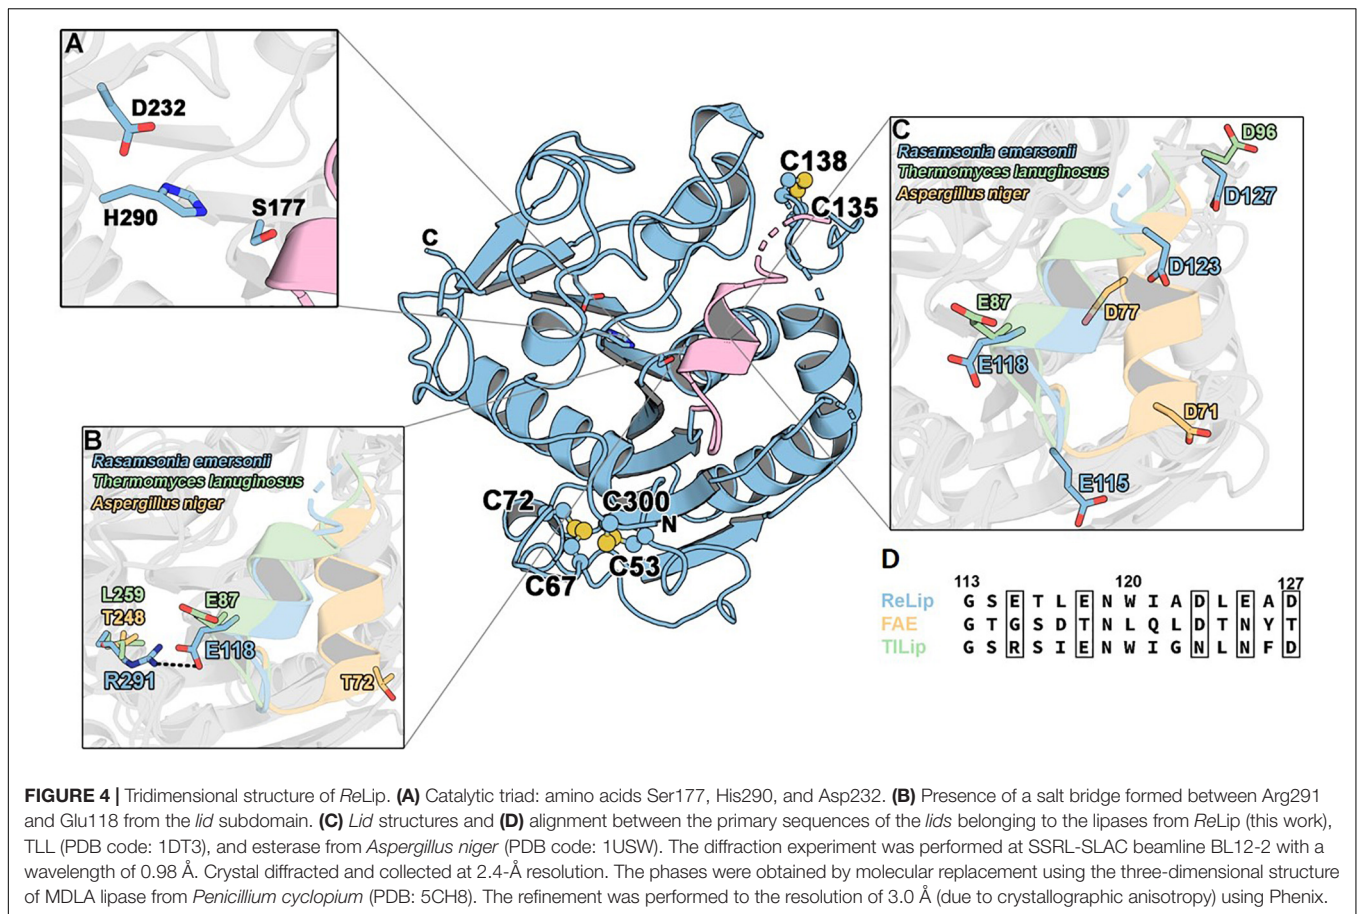 A
D232
H290
S177
C
C138
C135
C72
C300
N
C67
C53
B
Rasamsonia emersonii
Thermomyces lanuginosus
Aspergillus niger
L259
T248
E87
E118
R291
T72
C
Rasamsonia emersonii
Thermomyces lanuginosus
Aspergillus niger
D96
D127
D123
E87
D77
E118
D71
E115
D
113 120 127
ReLip G S E T L E N W I A D L E A D
FAE G T G S D T N L Q L D T N Y T
TlLip G S R S I E N W I G N L N F D
FIGURE 4 | Tridimensional structure of ReLip. (A) Catalytic triad: amino acids Ser177, His290, and Asp232. (B) Presence of a salt bridge formed between Arg291
and Glu118 from the lid subdomain. (C) Lid structures and (D) alignment between the primary sequences of the lids belonging to the lipases from ReLip (this work),
TLL (PDB code: 1DT3), and esterase from Aspergillus niger (PDB code: 1USW). The diffraction experiment was performed at SSRL-SLAC beamline BL12-2 with a
wavelength of 0.98 Å. Crystal diffracted and collected at 2.4-Å resolution. The phases were obtained by molecular replacement using the three-dimensional structure
of MDLA lipase from Penicillium cyclopium (PDB: 5CH8). The refinement was performed to the resolution of 3.0 Å (due to crystallographic anisotropy) using Phenix.